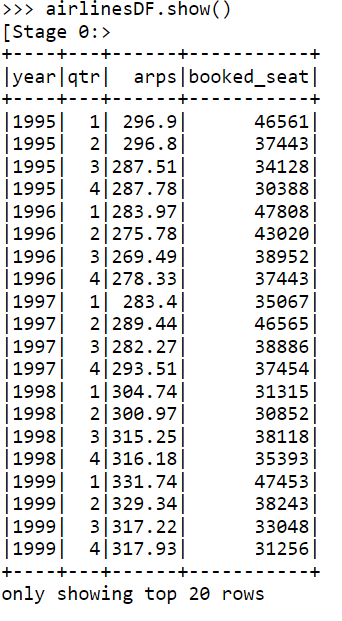 >>> airlinesDF.show()
[Stage 0:>
+----+---+------+-----------+
|year|qtr|  arps|booked_seat|
+----+---+------+-----------+
|1995|  1| 296.9|      46561|
|1995|  2| 296.8|      37443|
|1995|  3|287.51|      34128|
|1995|  4|287.78|      30388|
|1996|  1|283.97|      47808|
|1996|  2|275.78|      43020|
|1996|  3|269.49|      38952|
|1996|  4|278.33|      37443|
|1997|  1| 283.4|      35067|
|1997|  2|289.44|      46565|
|1997|  3|282.27|      38886|
|1997|  4|293.51|      37454|
|1998|  1|304.74|      31315|
|1998|  2|300.97|      30852|
|1998|  3|315.25|      38118|
|1998|  4|316.18|      35393|
|1999|  1|331.74|      47453|
|1999|  2|329.34|      38243|
|1999|  3|317.22|      33048|
|1999|  4|317.93|      31256|
+----+---+------+-----------+
only showing top 20 rows